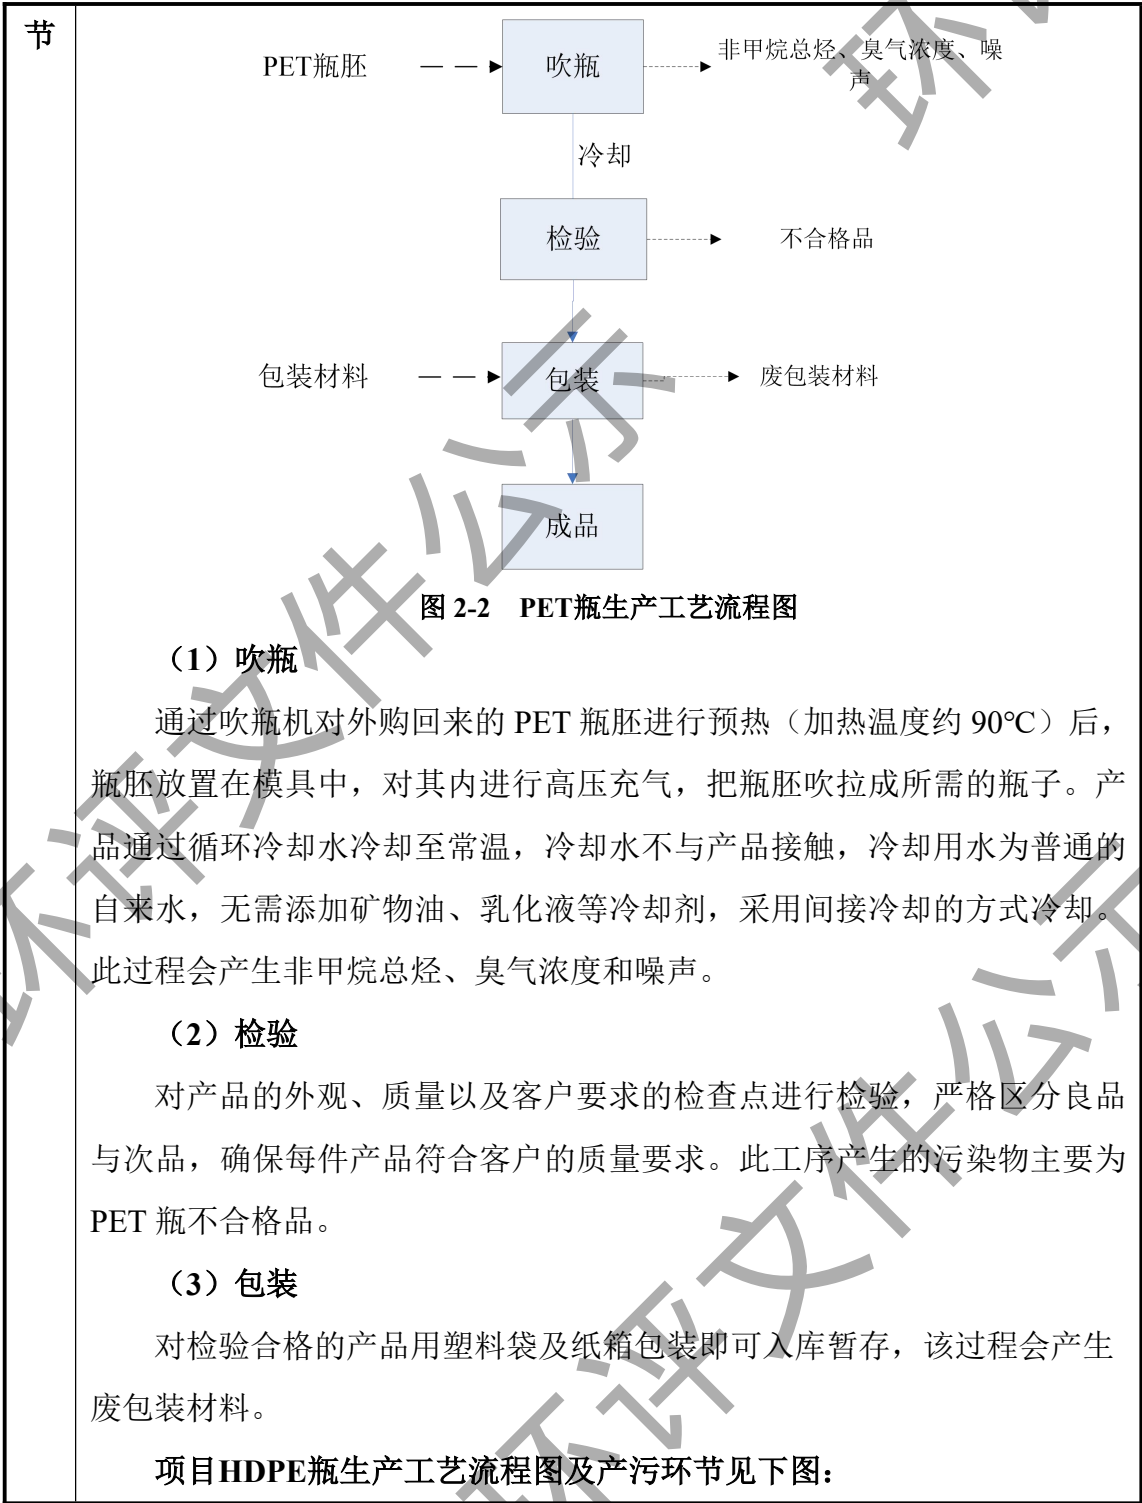 节
PET瓶胚
吹瓶
非甲烷总烃、臭气浓度、噪
声
冷却
检验
不合格品
包装材料
包装
废包装材料
成品
图 2-2 PET瓶生产工艺流程图
（1）吹瓶
通过吹瓶机对外购回来的 PET 瓶胚进行预热（加热温度约 90℃）后，
瓶胚放置在模具中，对其内进行高压充气，把瓶胚吹拉成所需的瓶子。产
品通过循环冷却水冷却至常温，冷却水不与产品接触，冷却用水为普通的
自来水，无需添加矿物油、乳化液等冷却剂，采用间接冷却的方式冷却。
此过程会产生非甲烷总烃、臭气浓度和噪声。
（2）检验
对产品的外观、质量以及客户要求的检查点进行检验，严格区分良品
与次品，确保每件产品符合客户的质量要求。此工序产生的污染物主要为
PET 瓶不合格品。
（3）包装
对检验合格的产品用塑料袋及纸箱包装即可入库暂存，该过程会产生
废包装材料。
项目HDPE瓶生产工艺流程图及产污环节见下图：
环评文件公示
环评文件公示
环